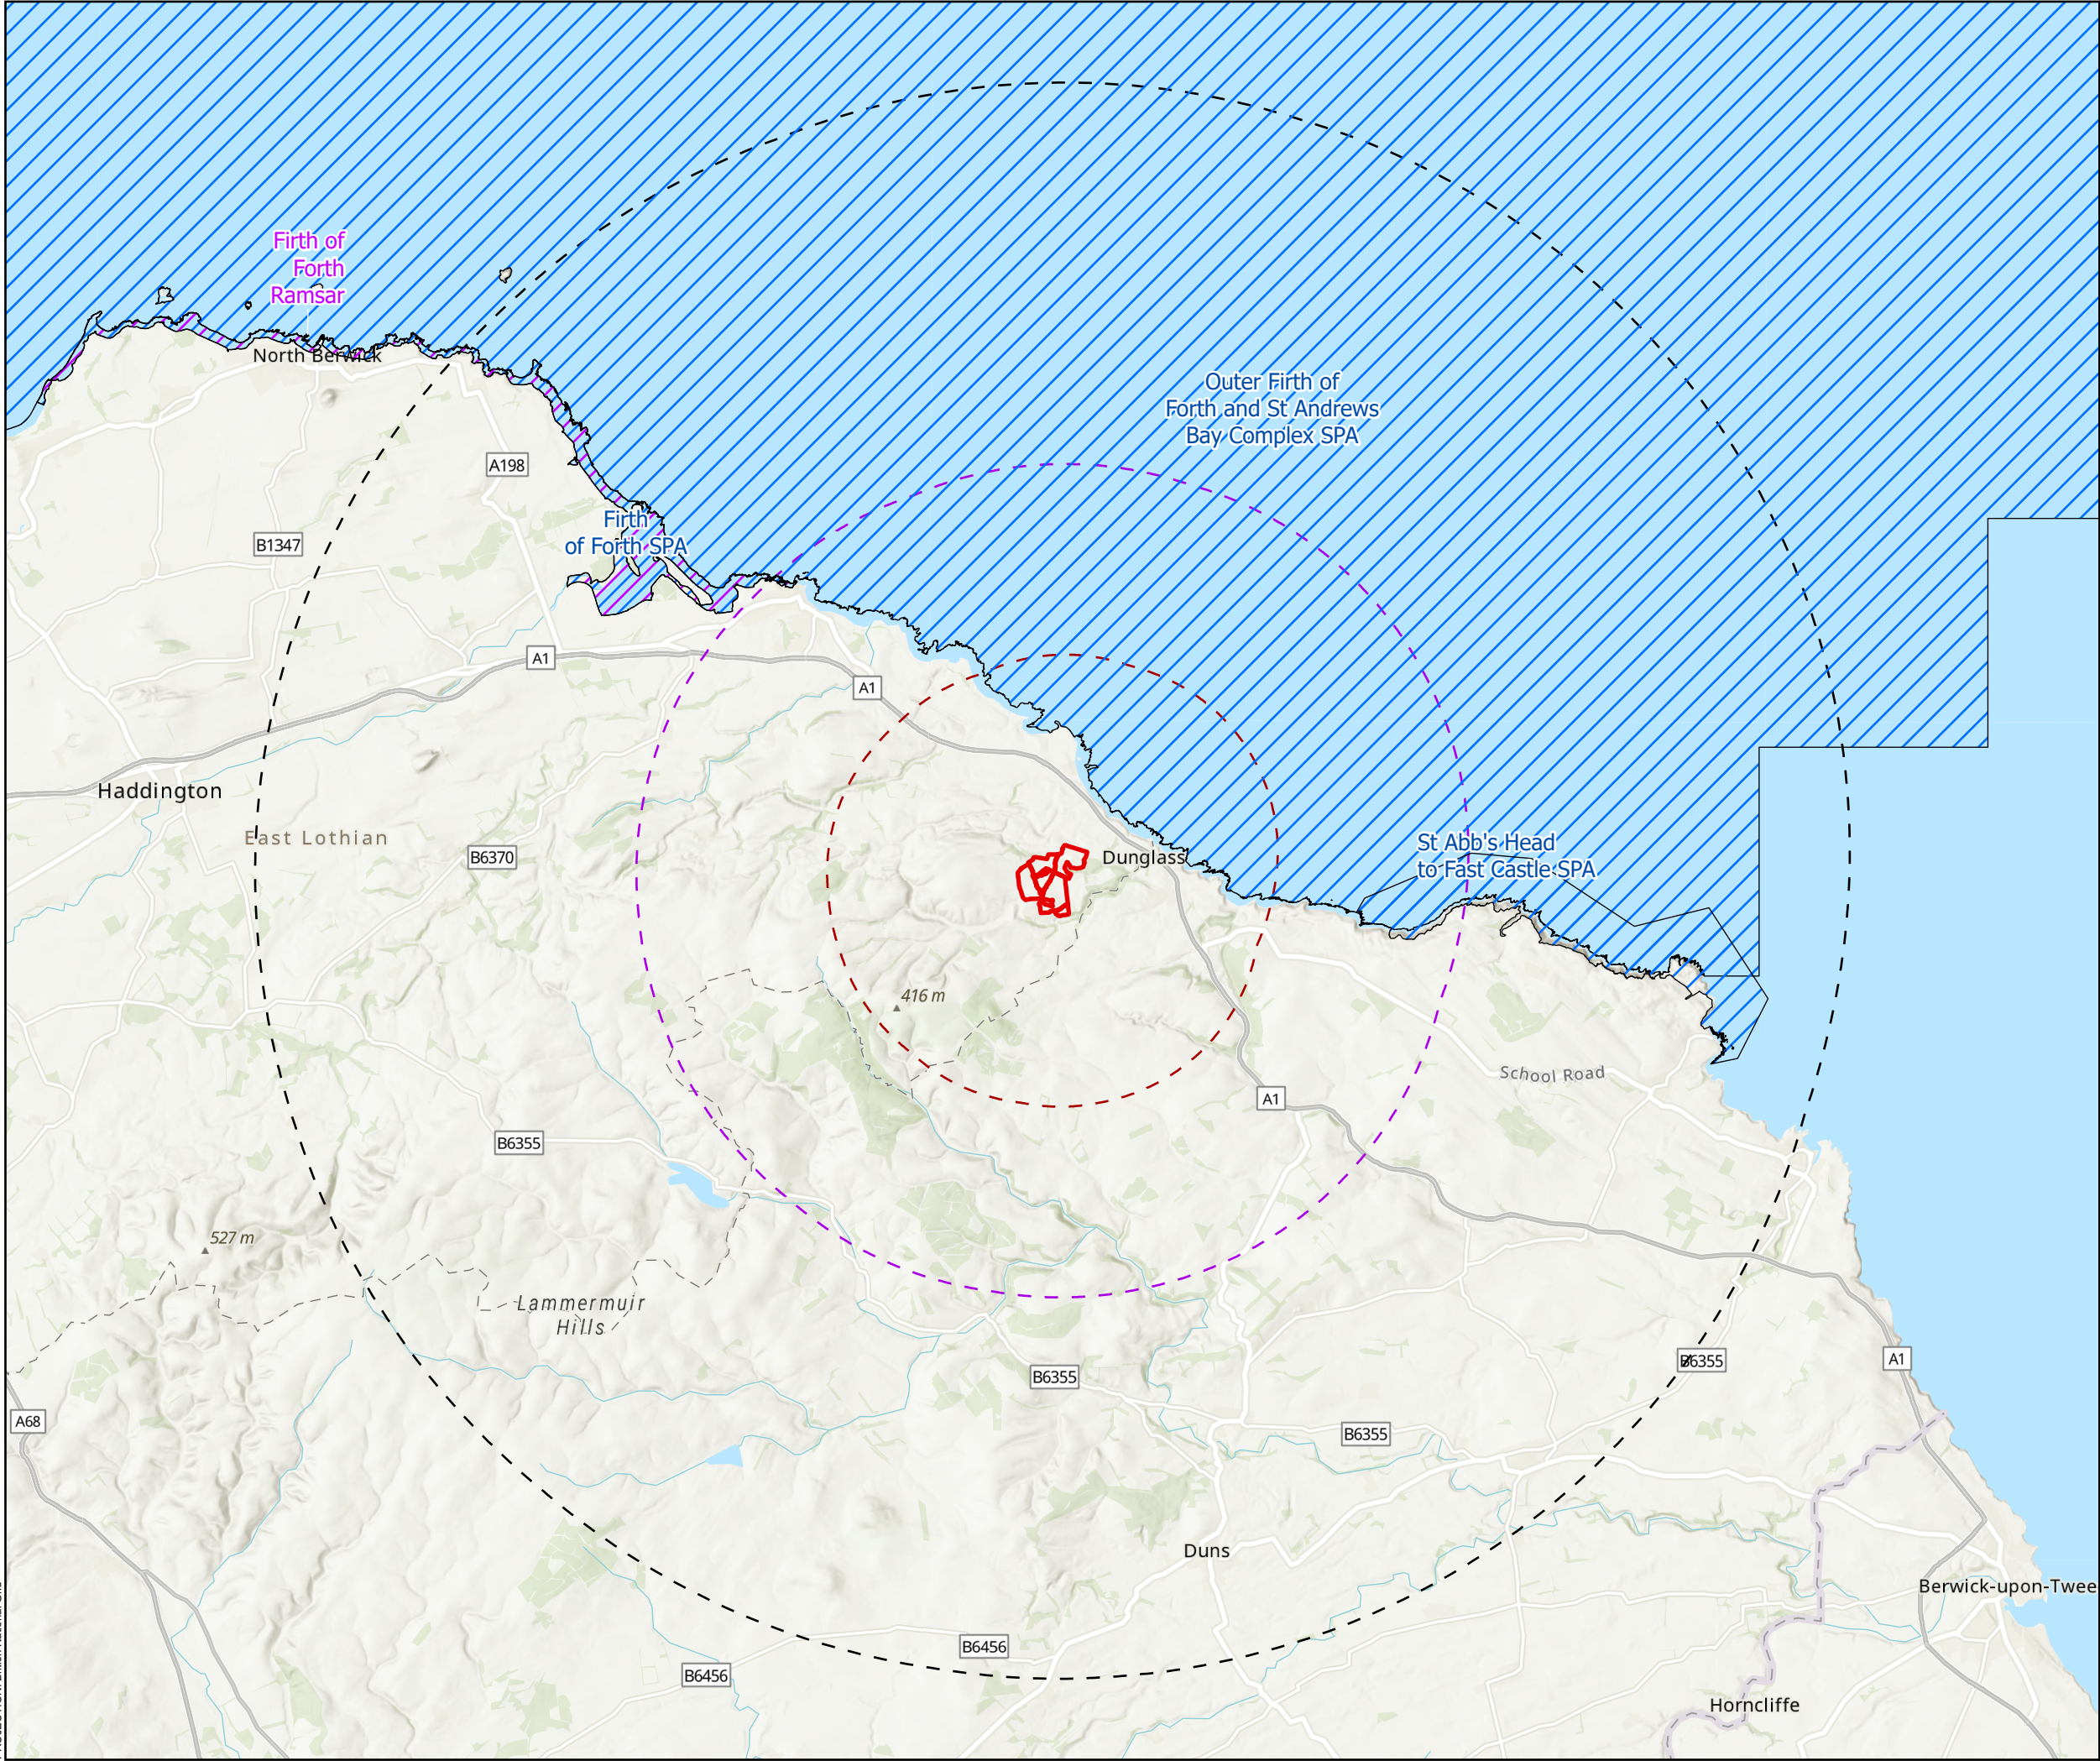 Firth of
Forth
Ramsar
North Berwick
Outer Firth of
Forth and St Andrews
Bay Complex SPA
A198
Firth
of Forth SPA
B1347
A1
A1
Haddington
East Lothian
B6370
Dunglass
St Abb's Head
to Fast Castle SPA
416 m
School Road
A1
B6355
527 m
Lammermuir
Hills
B6355
B6355
A1
A68
B6355
Duns
Berwick-upon-Twee
B6456
B6456
Horncliffe